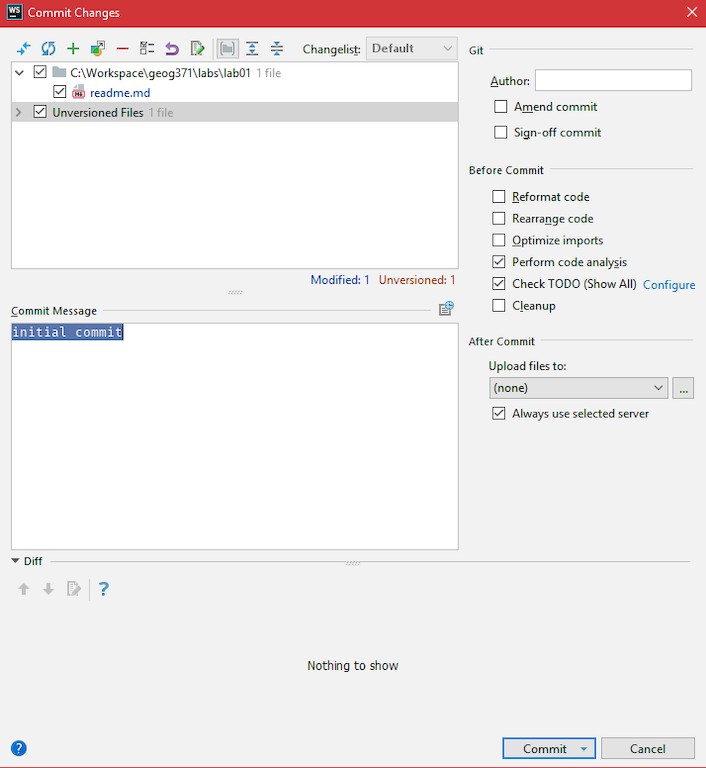 WS Commit Changes
Changelist: Default
C:\Workspace\geog371\labs\lab01 1 file
readme.md
Unversioned Files 1 file
Modified: 1 Unversioned: 1
Commit Message
initial commit
Git
Author:
Amend commit
Sign-off commit
Before Commit
Reformat code
Rearrange code
Optimize imports
Perform code analysis
Check TODO (Show All) Configure
Cleanup
After Commit
Upload files to:
(none) ...
Always use selected server
Diff
?
Nothing to show
? Commit Cancel